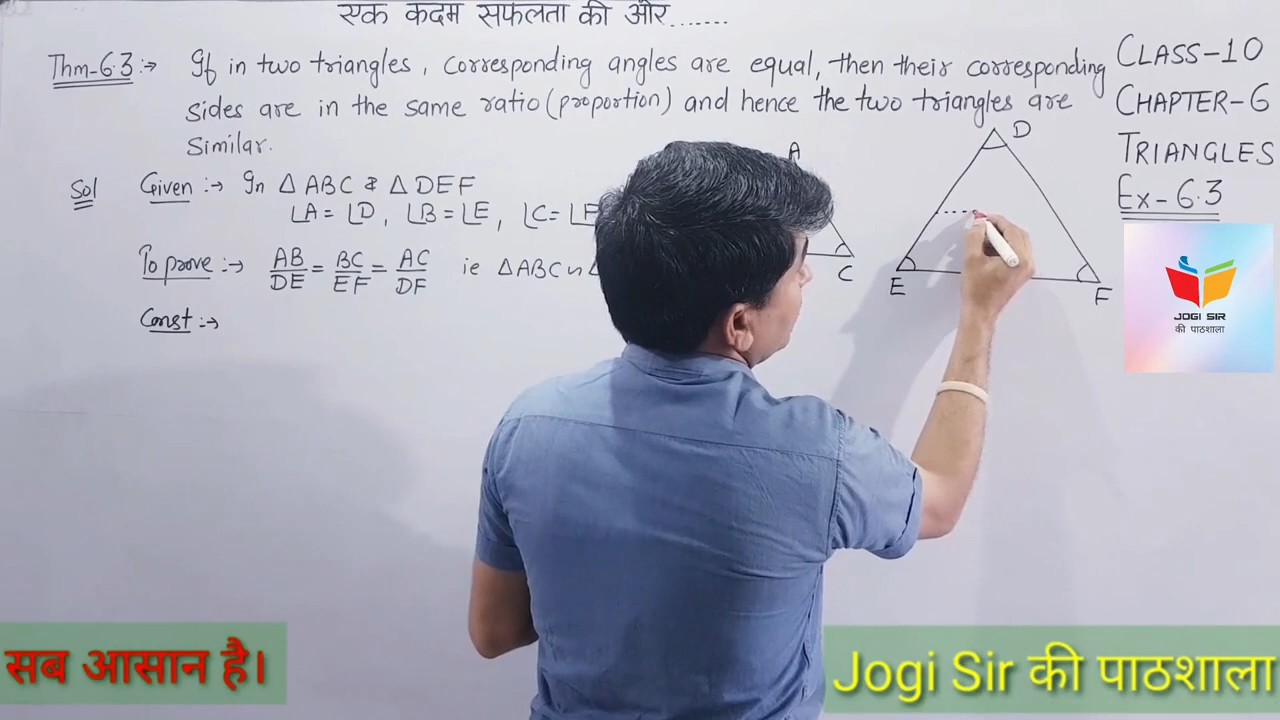 एक कदम सफलता की ओर........
Thm-6.3:→ If in two triangles, corresponding angles are equal, then their corresponding
sides are in the same ratio (proportion) and hence the two triangles are
Similar.
Sol Given:→ In △ABC & △DEF
∠A = ∠D, ∠B = ∠E, ∠C = ∠F
To prove:→ AB/DE = BC/EF = AC/DF ie △ABC ~ △
Const:→
A
C
D
E
F
CLASS-10
CHAPTER-6
TRIANGLES
Ex-6.3
JOGI SIR
की पाठशाला
सब आसान है।
Jogi Sir की पाठशाला